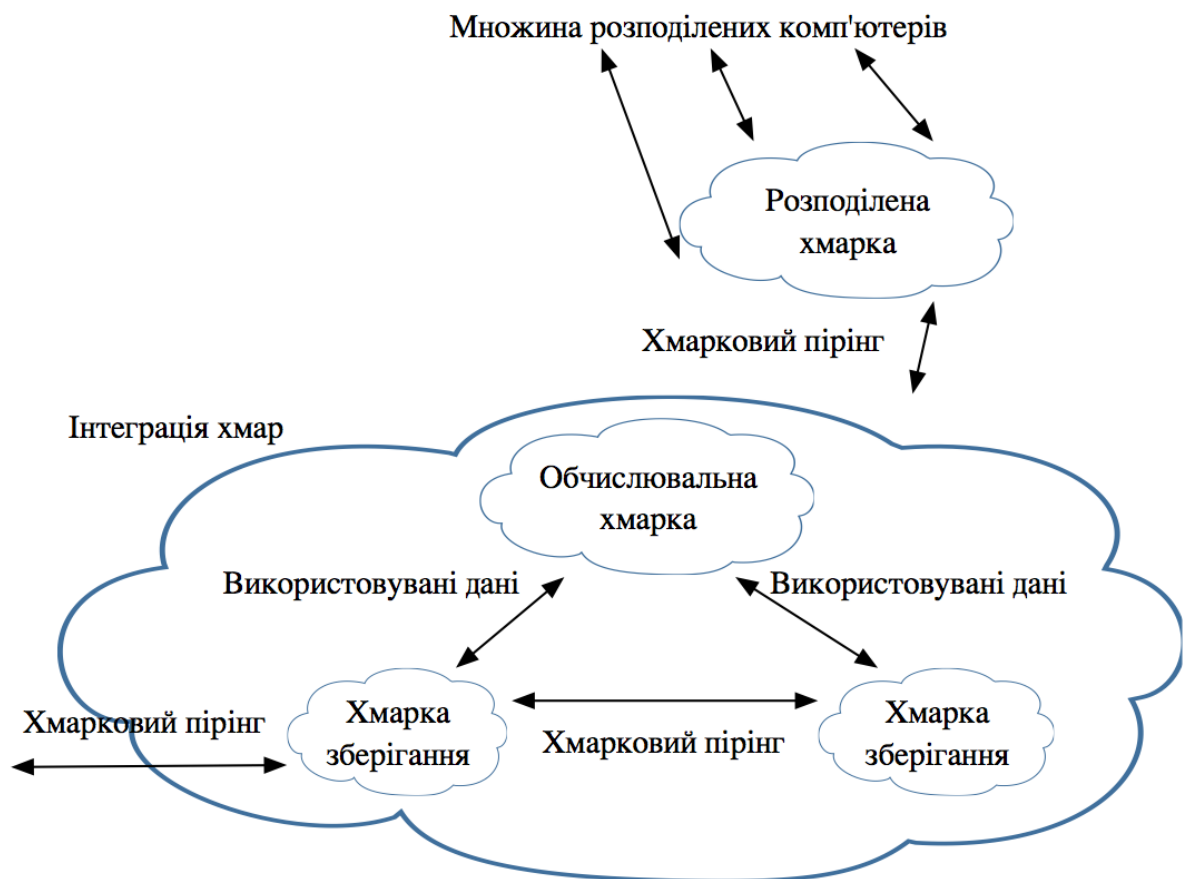 Множина розподілених комп'ютерів
Розподілена
хмарка
Хмарковий пірінг
Інтеграція хмар
Обчислювальна
хмарка
Використовувані дані
Використовувані дані
Хмарковий пірінг
Хмарка
зберігання
Хмарковий пірінг
Хмарка
зберігання